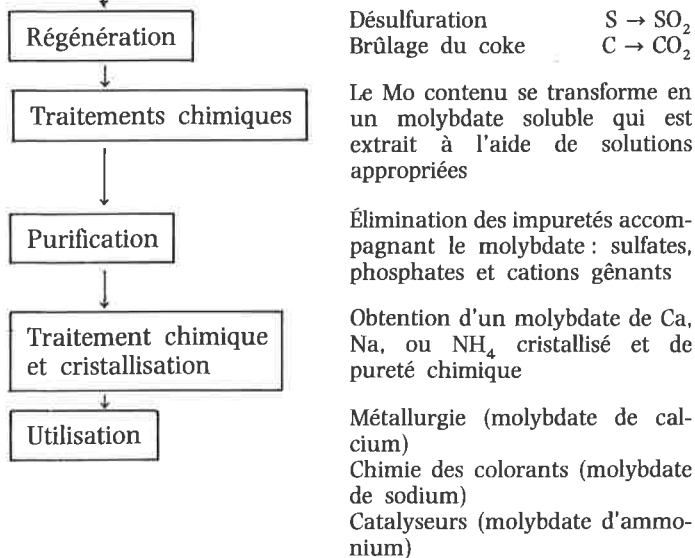 Régénération
Désulfuration S → SO₂
Brûlage du coke C → CO₂
Traitements chimiques
Le Mo contenu se transforme en
un molybdate soluble qui est
extrait à l'aide de solutions
appropriées
Purification
Élimination des impuretés accom-
pagnant le molybdate : sulfates,
phosphates et cations gênants
Traitement chimique
et cristallisation
Obtention d'un molybdate de Ca,
Na, ou NH₄ cristallisé et de
pureté chimique
Utilisation
Métallurgie (molybdate de cal-
cium)
Chimie des colorants (molybdate
de sodium)
Catalyseurs (molybdate d'ammo-
nium)